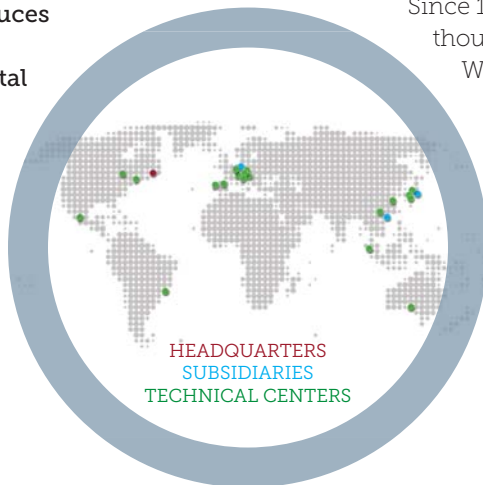 uces
tal
Since 1
thou
W
HEADQUARTERS
SUBSIDIARIES
TECHNICAL CENTERS